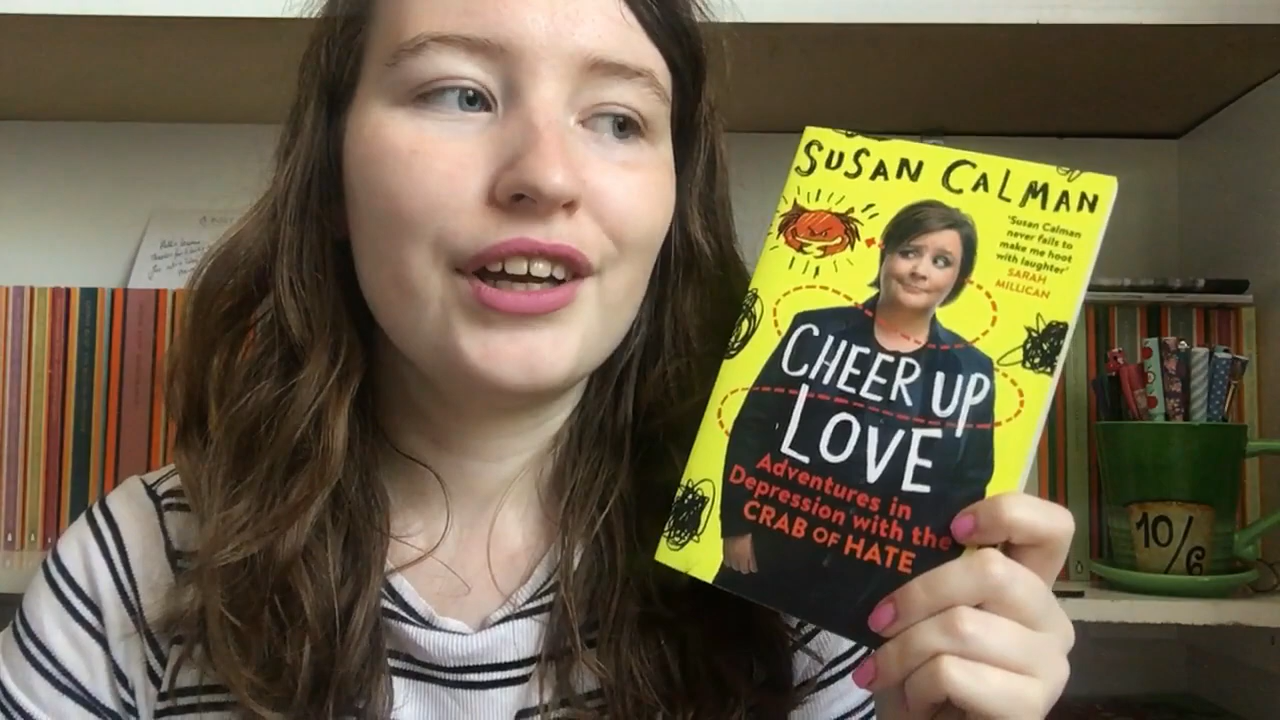 SUSAN CALMAN
'Susan Calman
never fails to
make me hoot
with laughter'
SARAH
MILLICAN
CHEER UP
LOVE
Adventures in
Depression with the
CRAB OF HATE
10/6